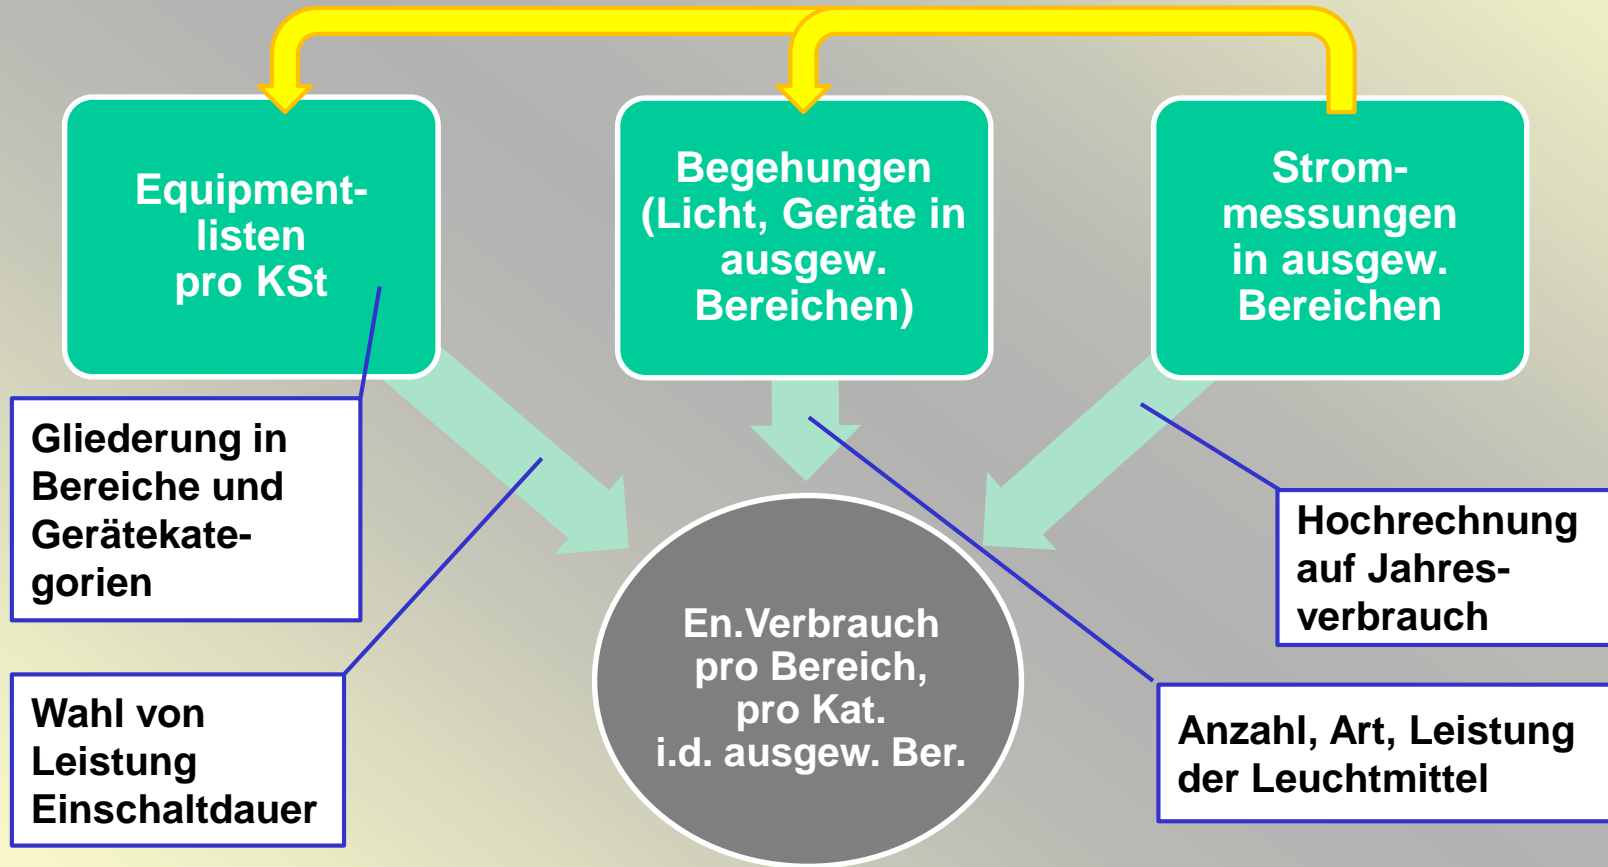 Equipment-
listen
pro KSt
Begehungen
(Licht, Geräte in
ausgew.
Bereichen)
Strom-
messungen
in ausgew.
Bereichen
Gliederung in
Bereiche und
Gerätekate-
gorien
Wahl von
Leistung
Einschaltdauer
En.Verbrauch
pro Bereich,
pro Kat.
i.d. ausgew. Ber.
Hochrechnung
auf Jahres-
verbrauch
Anzahl, Art, Leistung
der Leuchtmittel